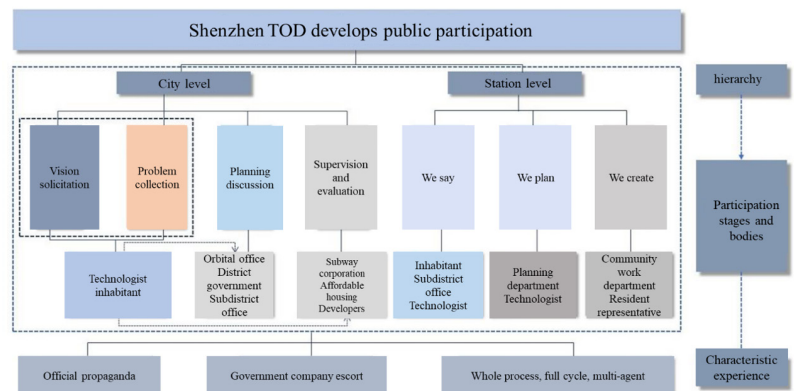 Shenzhen TOD develops public participation
City level
Station level
hierarchy
Vision
solicitation
Problem
collection
Planning
discussion
Supervision
and
evaluation
We say
We plan
We create
Participation
stages and
bodies
Technologist
inhabitant
Orbital office
District
government
Subdistrict
office
Subway
corporation
Affordable
housing
Developers
Inhabitant
Subdistrict
office
Technologist
Planning
department
Technologist
Community
work
department
Resident
representative
Official propaganda
Government company escort
Whole process, full cycle, multi-agent
Characteristic
experience